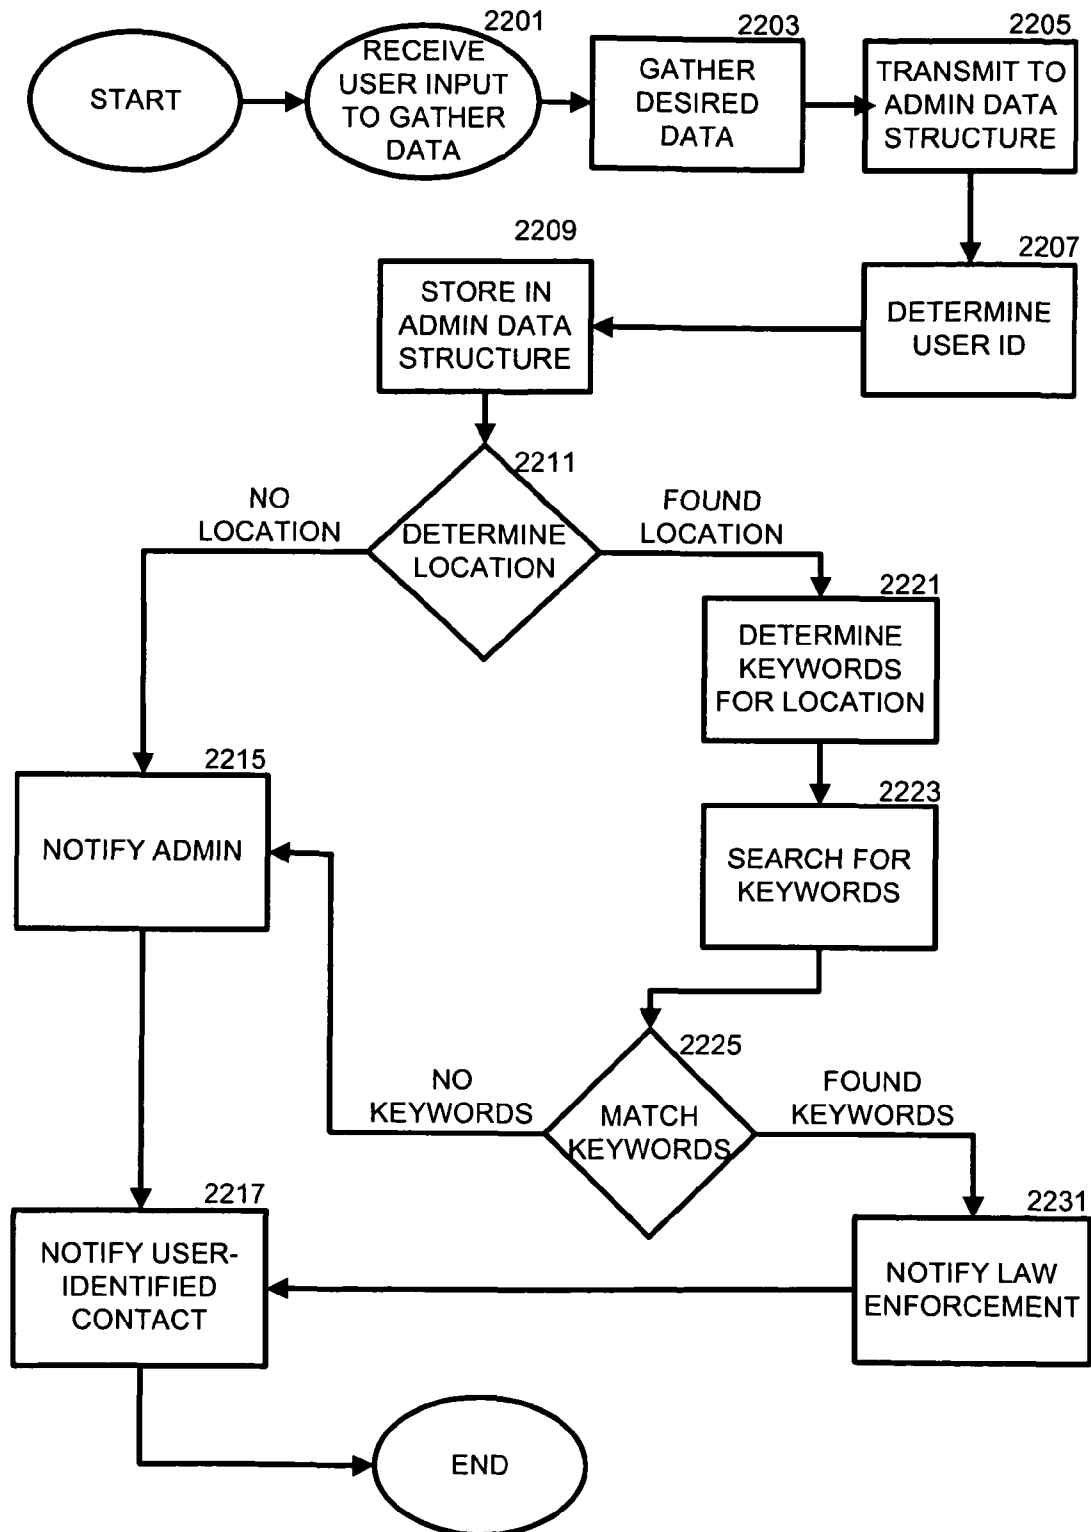 START
2201
RECEIVE
USER INPUT
TO GATHER
DATA
2203
GATHER
DESIRED
DATA
2205
TRANSMIT TO
ADMIN DATA
STRUCTURE
2207
DETERMINE
USER ID
2209
STORE IN
ADMIN DATA
STRUCTURE
2211
DETERMINE
LOCATION
NO
LOCATION
FOUND
LOCATION
2221
DETERMINE
KEYWORDS
FOR LOCATION
2215
NOTIFY ADMIN
2223
SEARCH FOR
KEYWORDS
2225
MATCH
KEYWORDS
NO
KEYWORDS
FOUND
KEYWORDS
2217
NOTIFY USER-
IDENTIFIED
CONTACT
2231
NOTIFY LAW
ENFORCEMENT
END